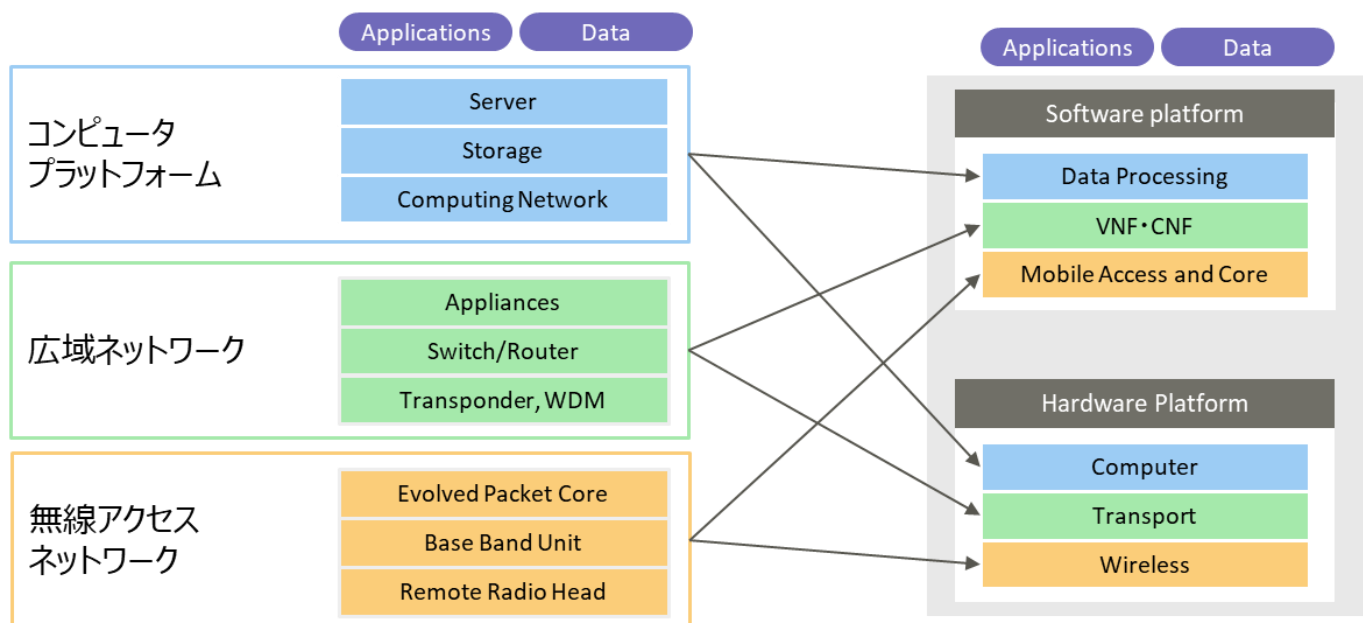 Applications
Data
コンピュータ
プラットフォーム
Server
Storage
Computing Network
広域ネットワーク
Appliances
Switch/Router
Transponder, WDM
無線アクセス
ネットワーク
Evolved Packet Core
Base Band Unit
Remote Radio Head
Applications
Data
Software platform
Data Processing
VNF・CNF
Mobile Access and Core
Hardware Platform
Computer
Transport
Wireless